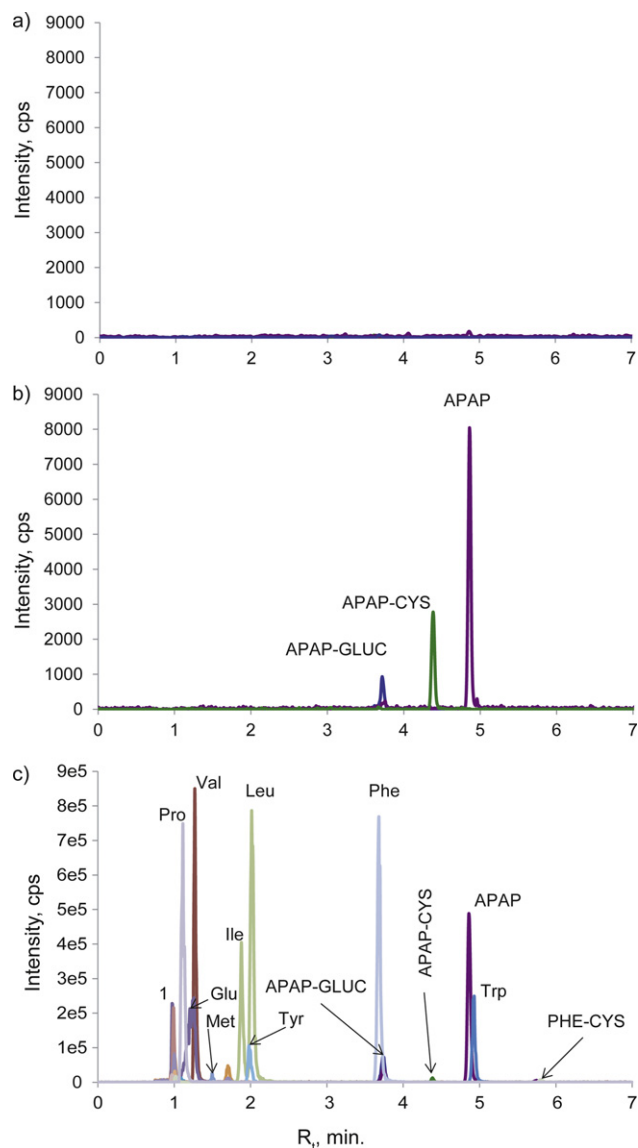 a)
Intensity, cps
9000
8000
7000
6000
5000
4000
3000
2000
1000
0
0 1 2 3 4 5 6 7
b)
Intensity, cps
9000
8000
7000
6000
5000
4000
3000
2000
1000
0
APAP
APAP-CYS
APAP-GLUC
0 1 2 3 4 5 6 7
c)
Intensity, cps
9e5
8e5
7e5
6e5
5e5
4e5
3e5
2e5
1e5
0
Val
Pro
Leu
Phe
Ile
APAP-CYS
APAP
1
Glu
APAP-GLUC
Trp
Met
Tyr
PHE-CYS
0 1 2 3 4 5 6 7
Rt, min.